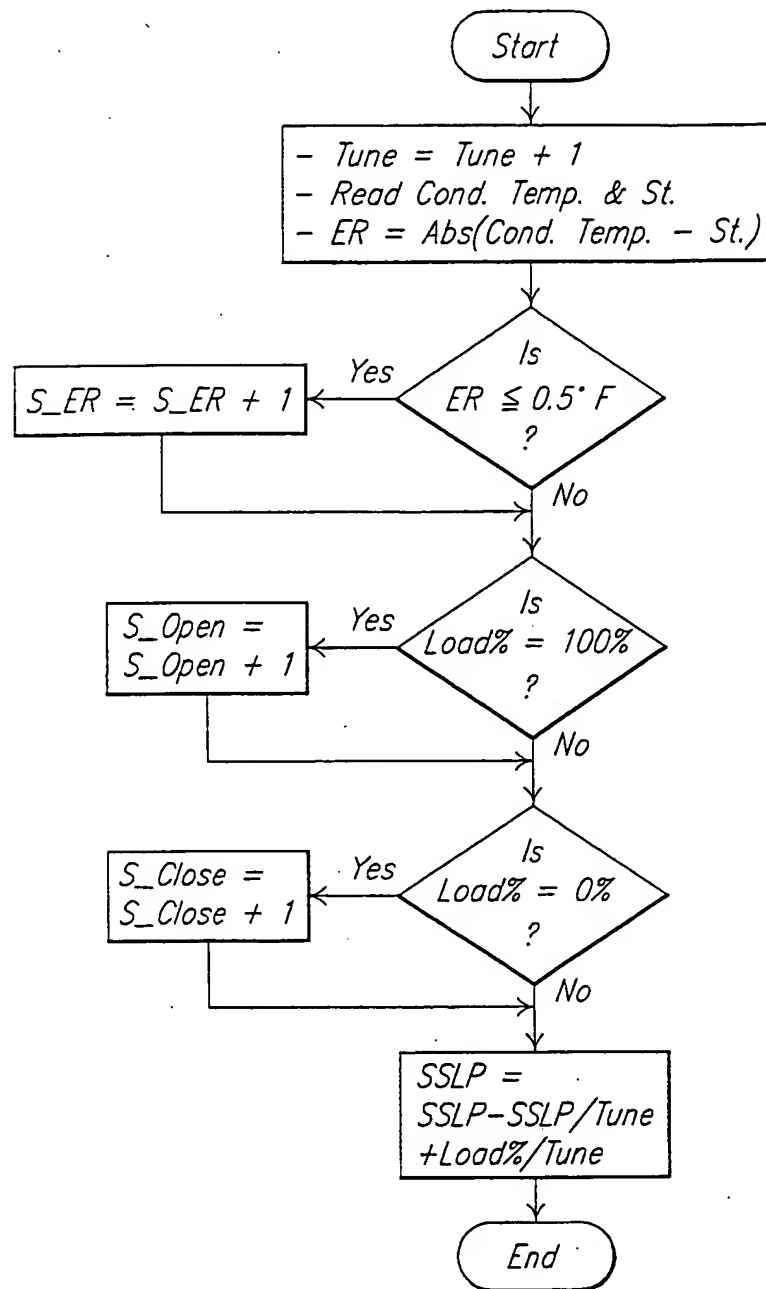 Start
- Tune = Tune + 1
- Read Cond. Temp. & St.
- ER = Abs(Cond. Temp. - St.)
Is
ER ≦ 0.5° F
?
Yes
S_ER = S_ER + 1
No
Is
Load% = 100%
?
Yes
S_Open =
S_Open + 1
No
Is
Load% = 0%
?
Yes
S_Close =
S_Close + 1
No
SSLP =
SSLP-SSLP/Tune
+Load%/Tune
End